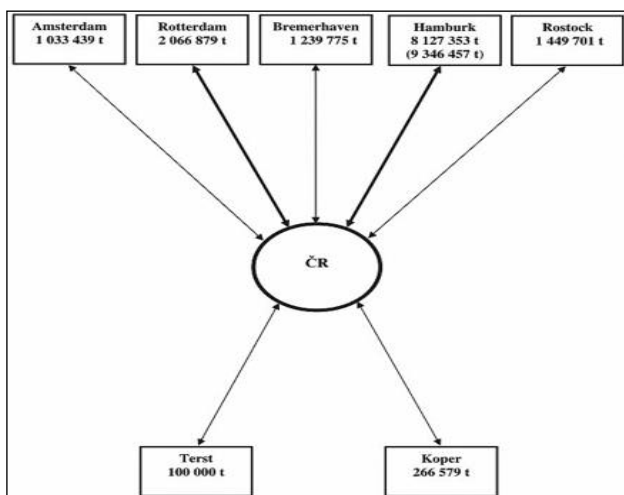 Amsterdam
1 033 439 t
Rotterdam
2 066 879 t
Bremerhaven
1 239 775 t
Hamburk
8 127 353 t
(9 346 457 t)
Rostock
1 449 701 t
ČR
Terst
100 000 t
Koper
266 579 t